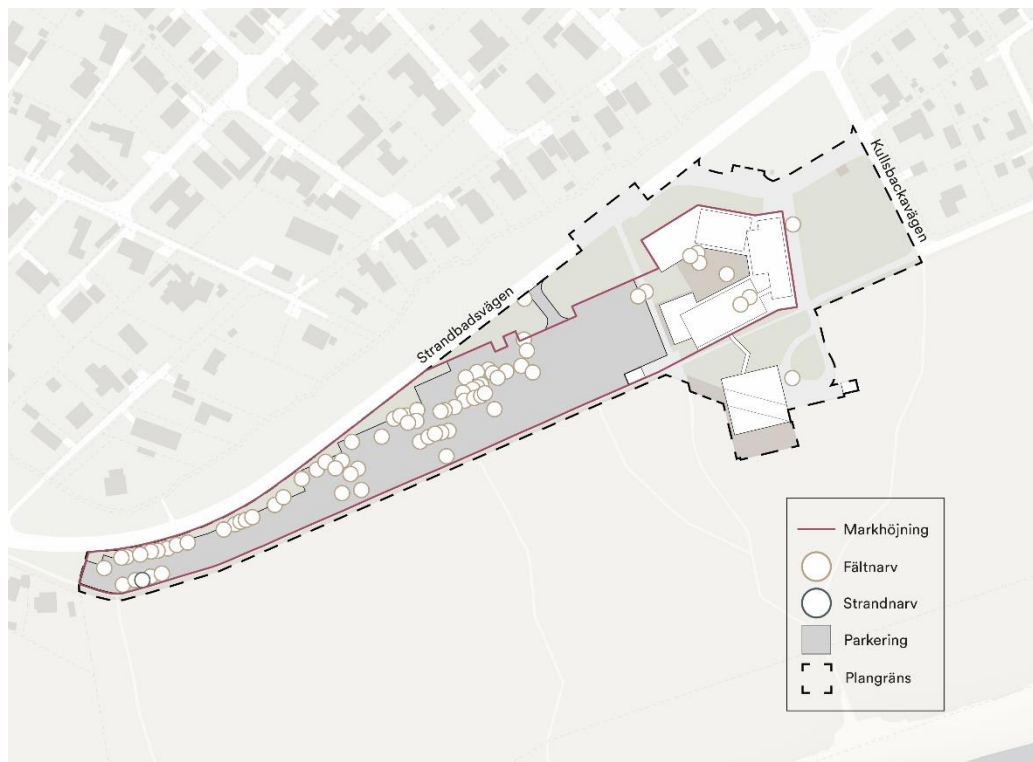 Kullsbackavägen
Strandbadsvägen
Markhöjning
Fältnarv
Strandnarv
Parkering
Plangräns